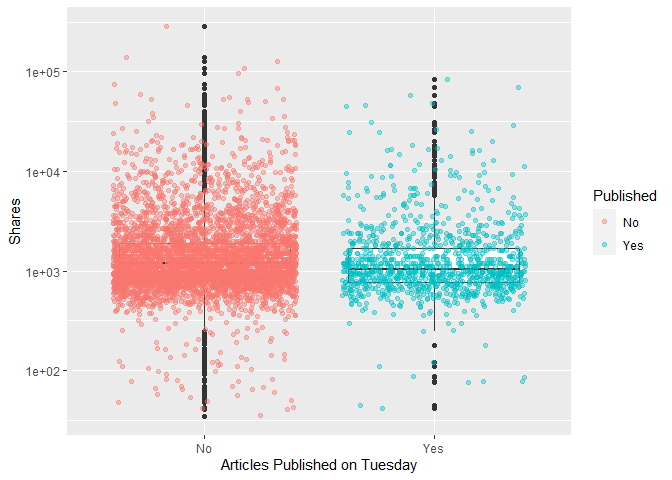 1e+05
1e+04
1e+03
1e+02
Shares
No
Yes
Articles Published on Tuesday
Published
No
Yes